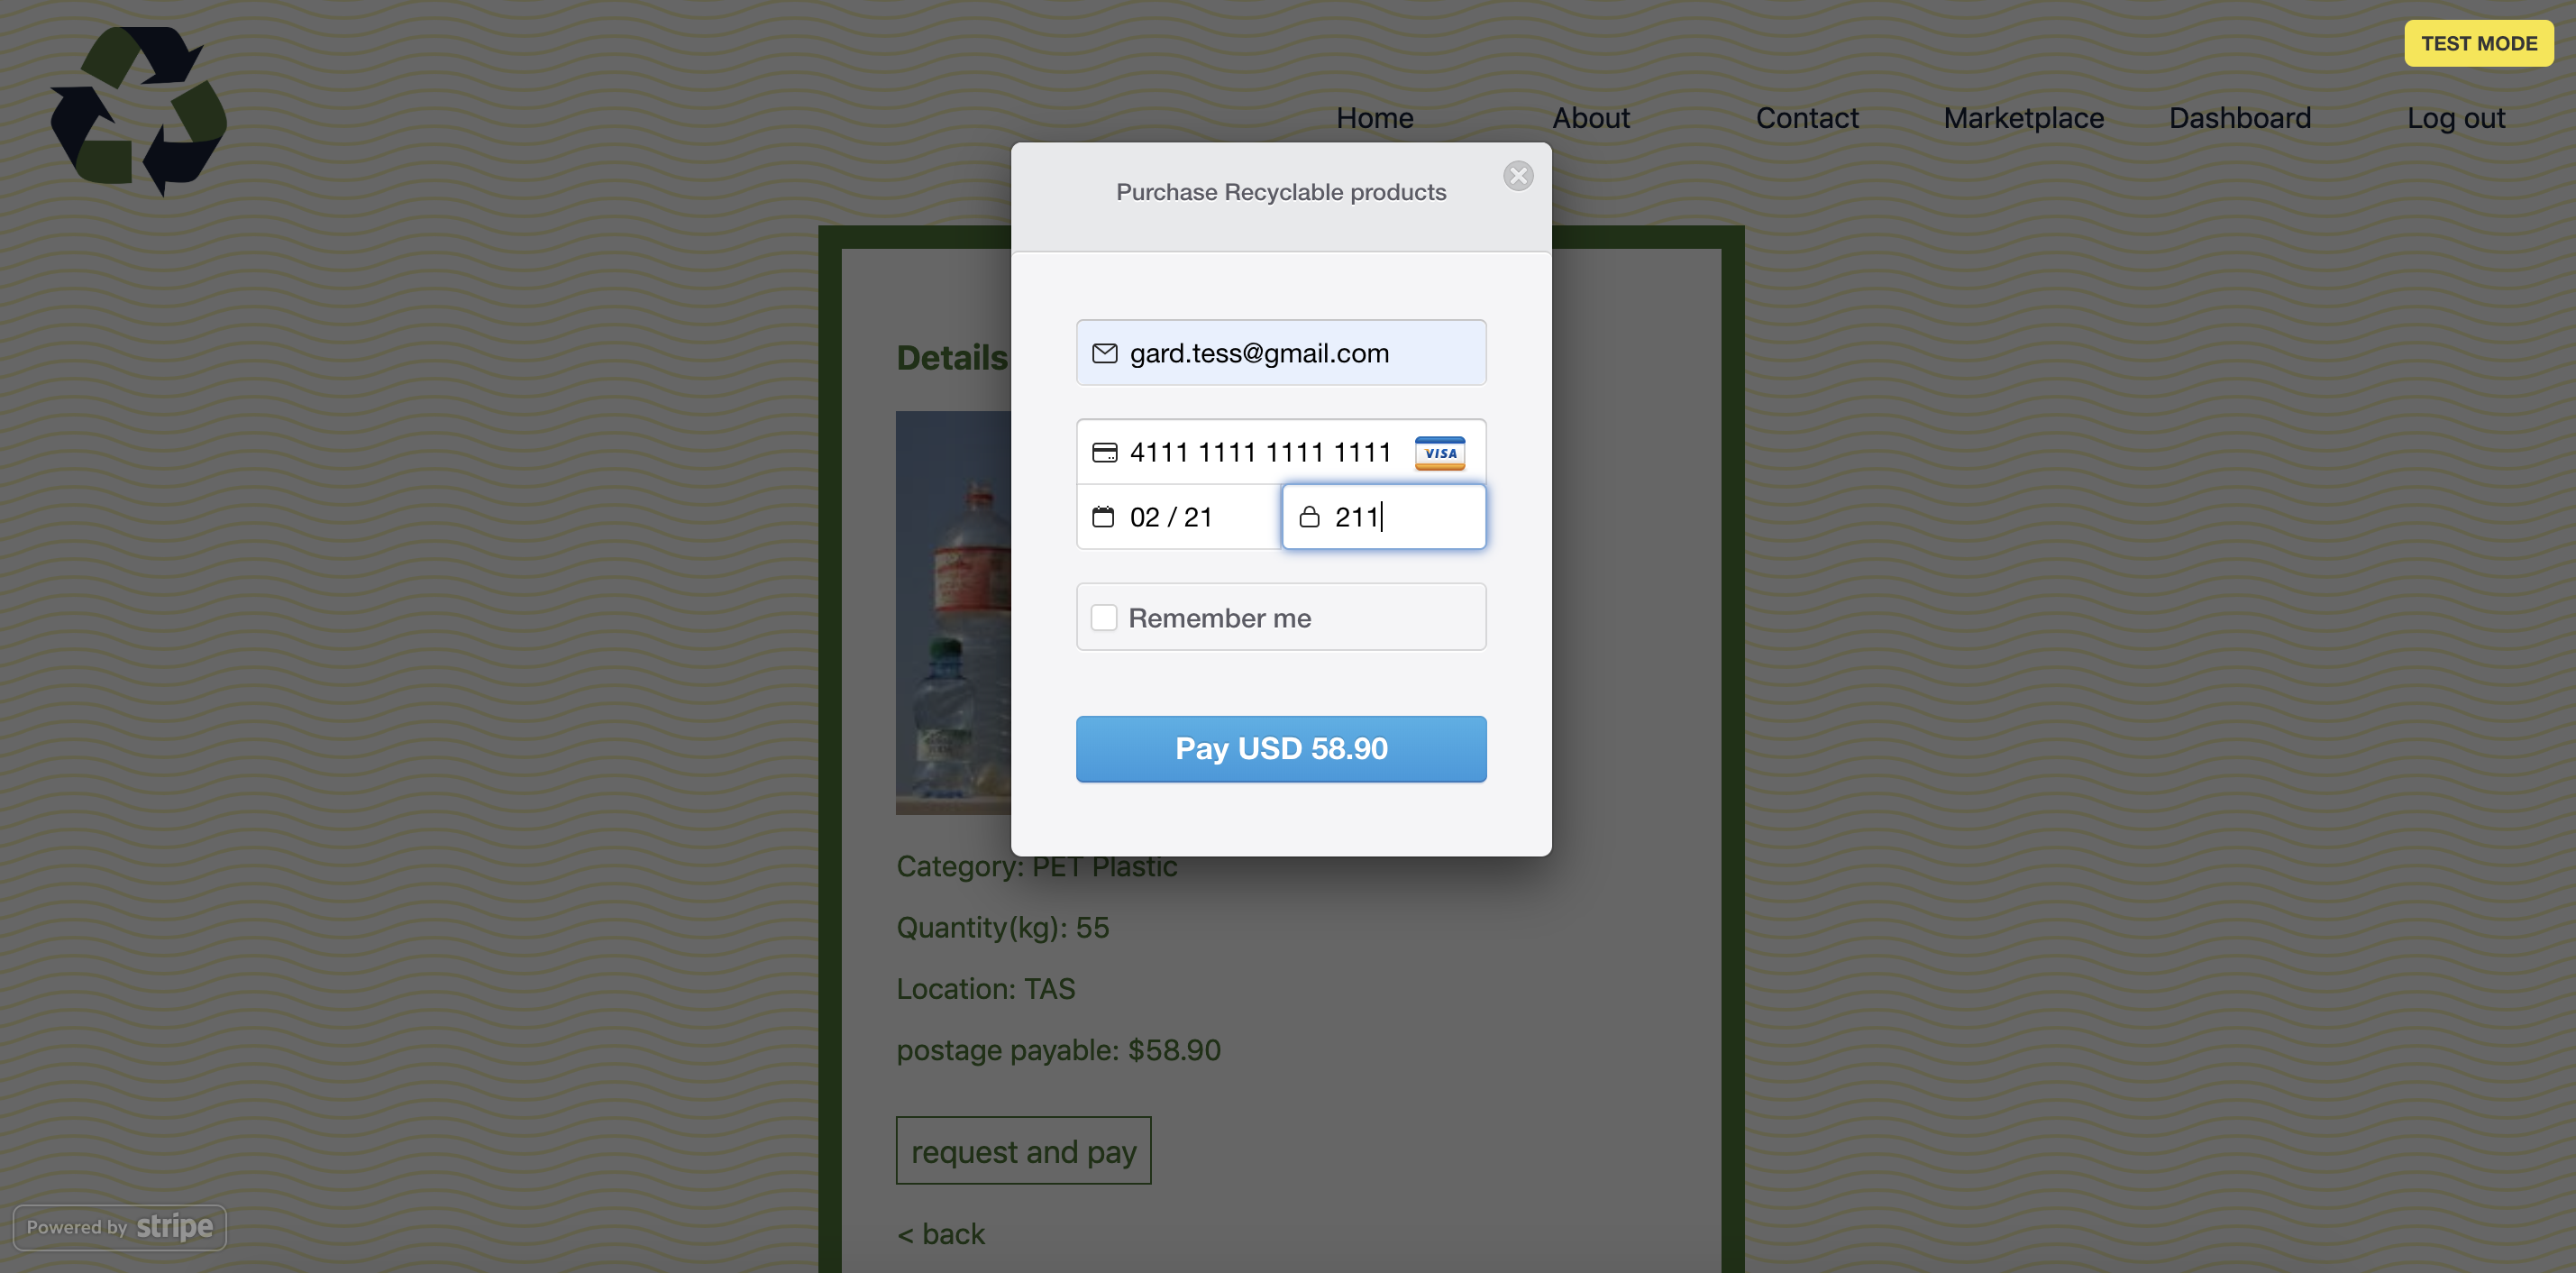 TEST MODE
Home About Contact Marketplace Dashboard Log out
Purchase Recyclable products
gard.tess@gmail.com
4111 1111 1111 1111 VISA
02 / 21 211
Remember me
Pay USD 58.90
Details
Category: PET Plastic
Quantity(kg): 55
Location: TAS
postage payable: $58.90
request and pay
< back
Powered by stripe